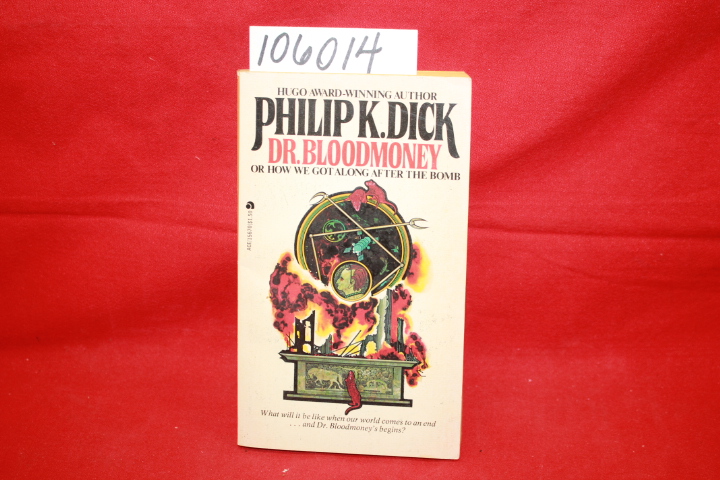 106014
HUGO AWARD-WINNING AUTHOR
PHILIP K. DICK
DR. BLOODMONEY
OR HOW WE GOT ALONG AFTER THE BOMB
What will it be like when our world comes to an end
. . . and Dr. Bloodmoney's begins?